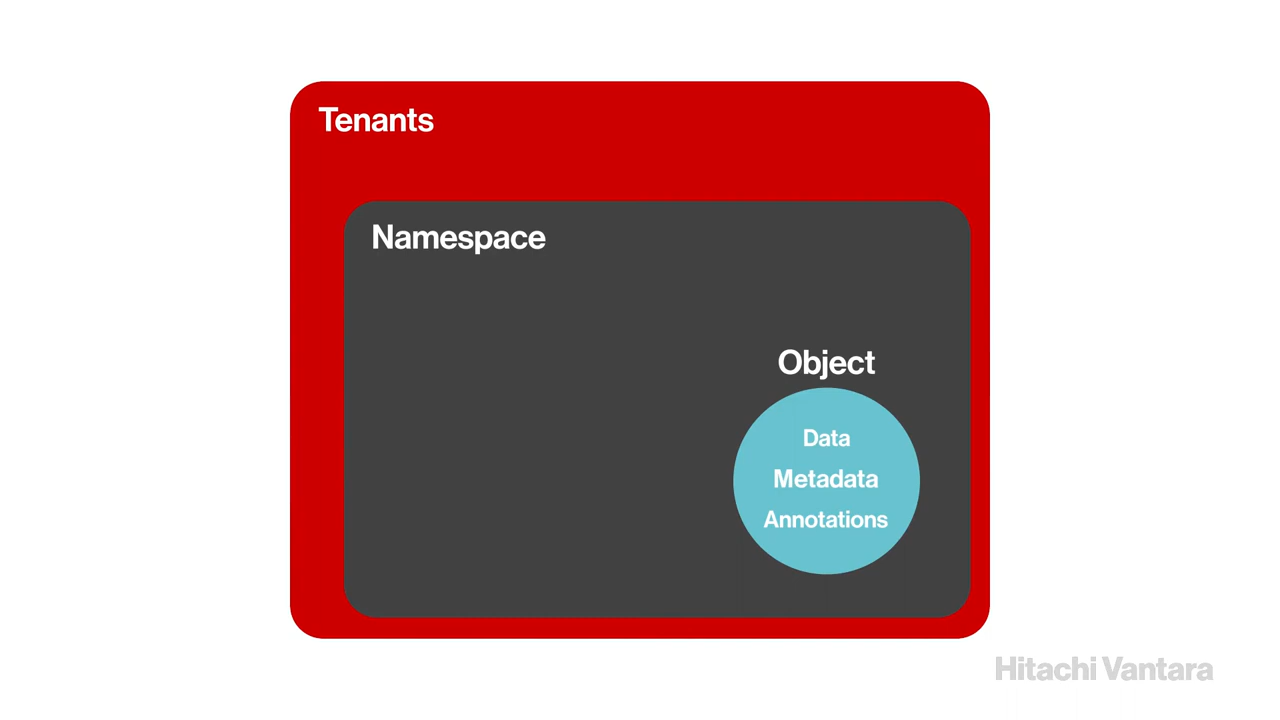 Tenants
Namespace
Object
Data
Metadata
Annotations
Hitachi Vantara